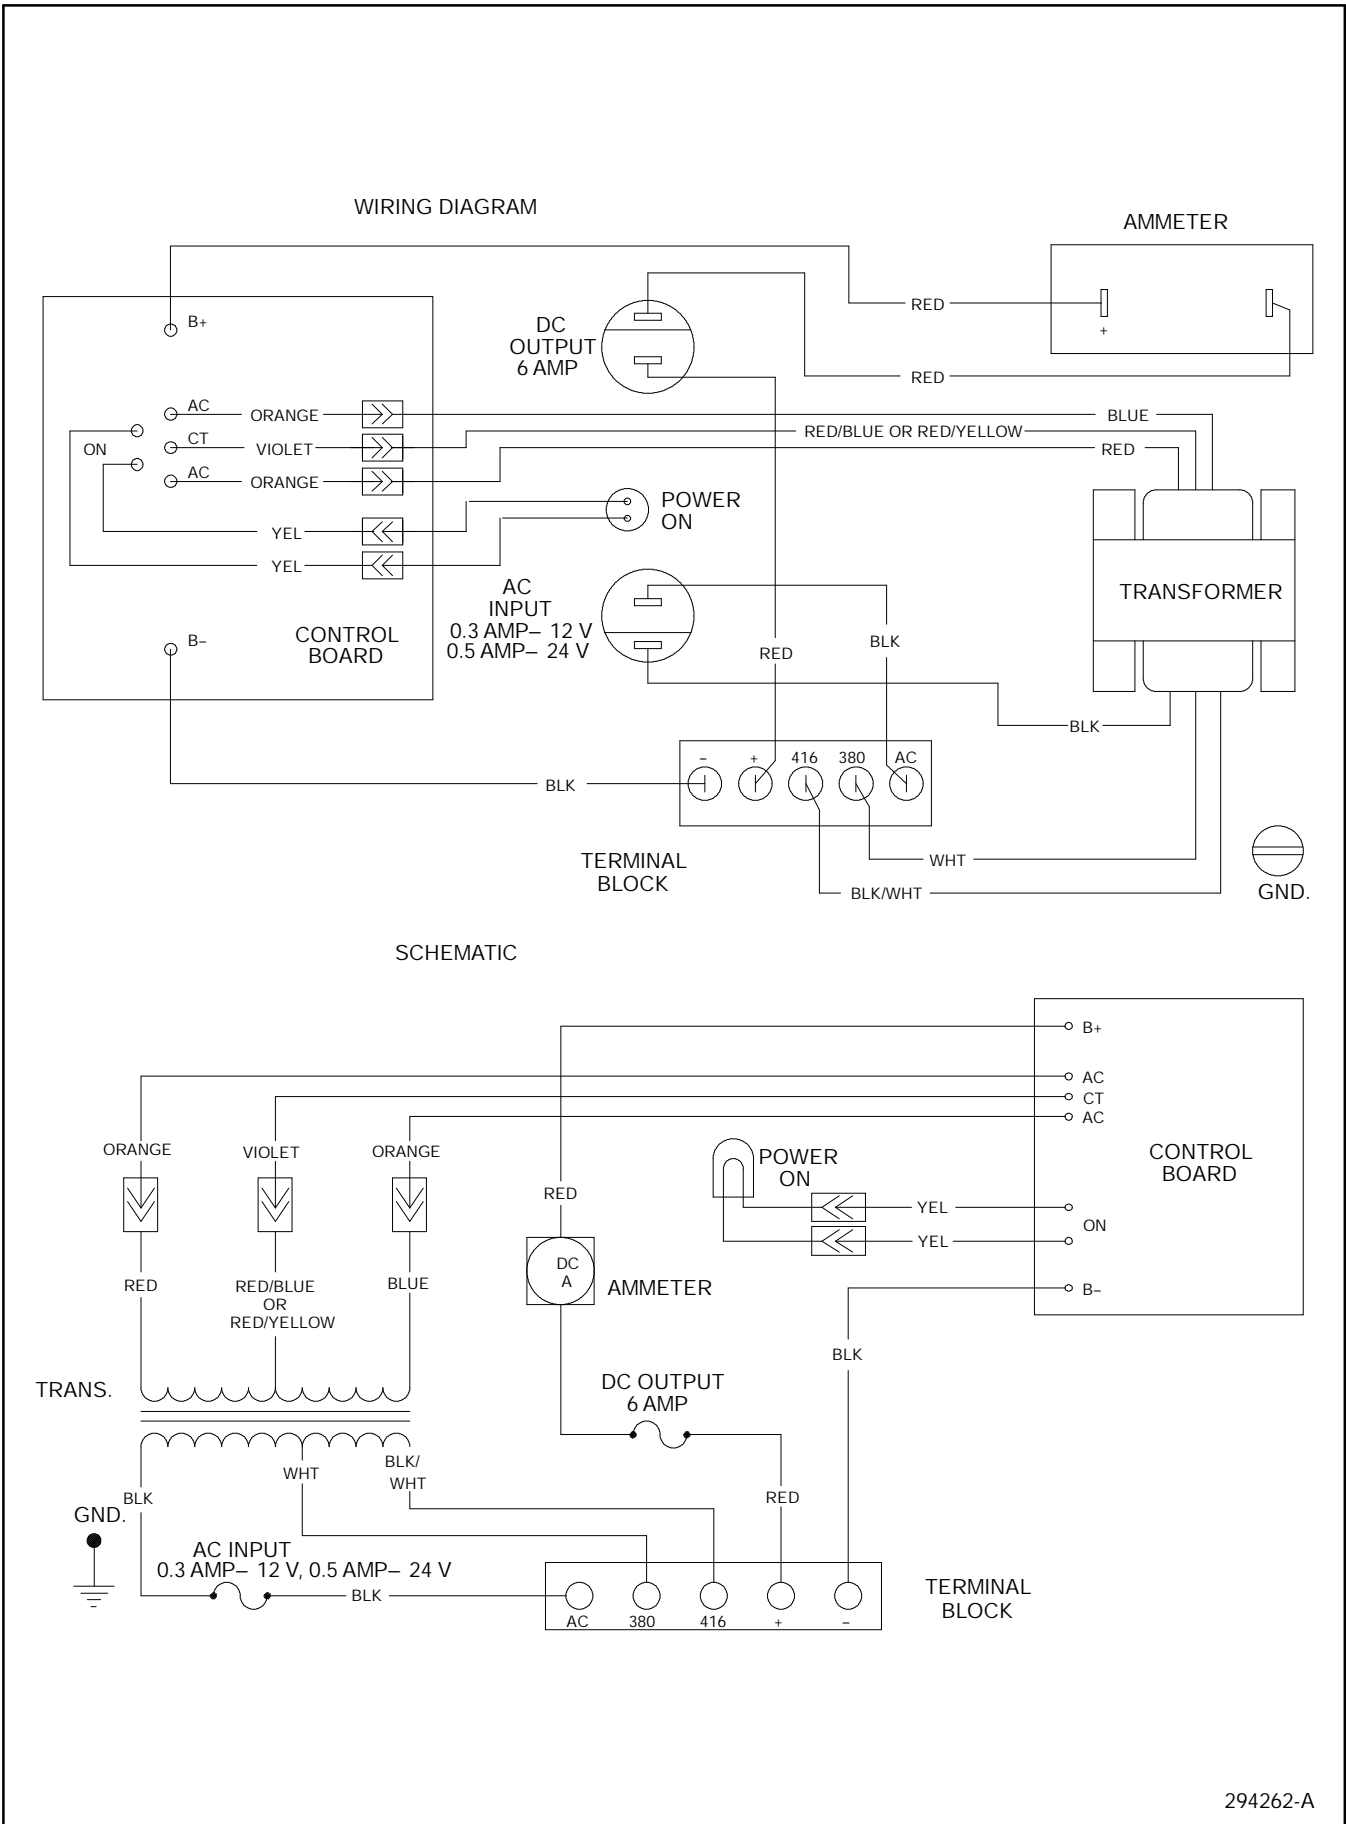 WIRING DIAGRAM
AMMETER
B+
DC
OUTPUT
6 AMP
RED
+
RED
AC
ORANGE
BLUE
CT
VIOLET
RED/BLUE OR RED/YELLOW
ON
AC
ORANGE
RED
POWER
ON
YEL
YEL
AC
INPUT
0.3 AMP– 12 V
0.5 AMP– 24 V
TRANSFORMER
B–
CONTROL
BOARD
RED
BLK
BLK
– + 416 380 AC
BLK
TERMINAL
BLOCK
WHT
BLK/WHT
GND.
SCHEMATIC
B+
AC
CT
AC
ORANGE
VIOLET
ORANGE
POWER
ON
CONTROL
BOARD
RED
YEL
ON
YEL
DC
A
AMMETER
RED
RED/BLUE
OR
RED/YELLOW
BLUE
B–
BLK
TRANS.
DC OUTPUT
6 AMP
WHT
BLK/
WHT
BLK
RED
GND.
AC INPUT
0.3 AMP– 12 V, 0.5 AMP– 24 V
BLK
AC 380 416 + –
TERMINAL
BLOCK
294262-A